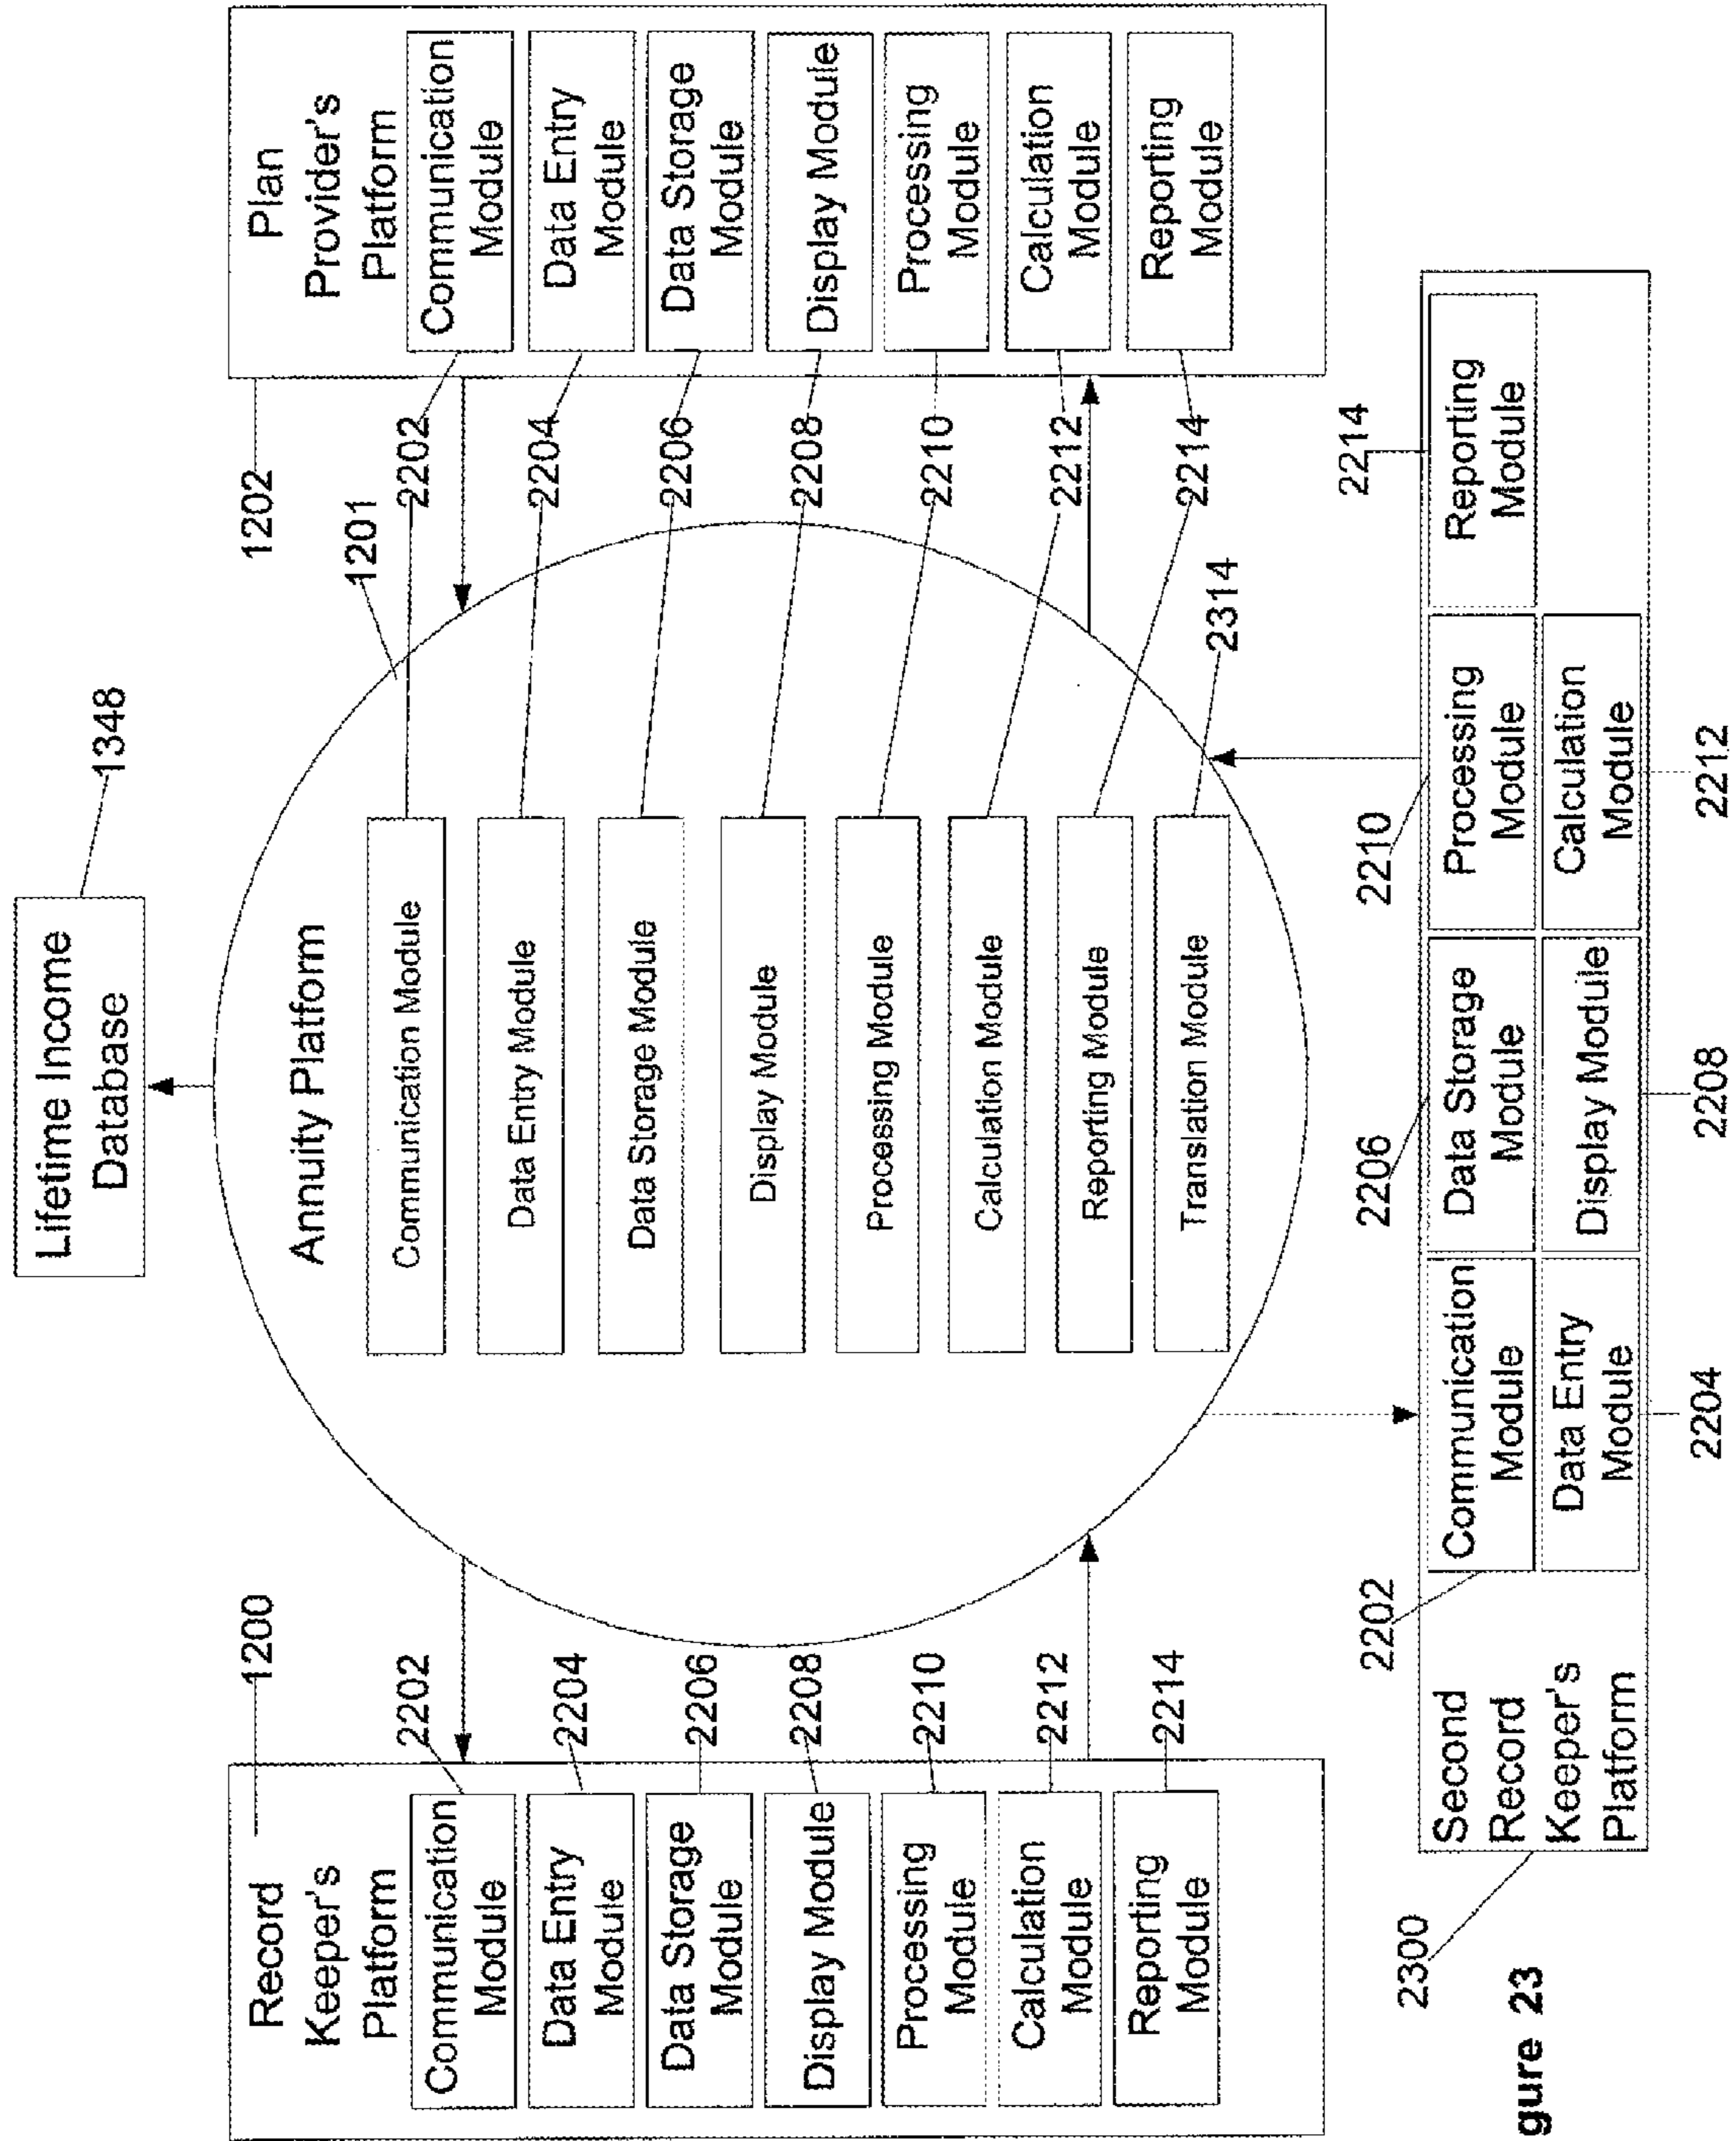 Lifetime Income
Database
1348
Record
Keeper's
Platform
1200
Communication
Module
2202
Data Entry
Module
2204
Data Storage
Module
2206
Display Module
2208
Processing
Module
2210
Calculation
Module
2212
Reporting
Module
2214
Annuity Platform
1201
Communication Module
Data Entry Module
Data Storage Module
Display Module
Processing Module
Calculation Module
Reporting Module
Translation Module
2314
Plan
Provider's
Platform
1202
2202
Communication
Module
2204
Data Entry
Module
2206
Data Storage
Module
2208
Display Module
2210
Processing
Module
2212
Calculation
Module
2214
Reporting
Module
2202
2206
2210
2214
Second
Record
Keeper's
Platform
Communication
Module
Data Storage
Module
Processing
Module
Reporting
Module
Data Entry
Module
Display Module
Calculation
Module
2300
2204
2208
2212
gure 23